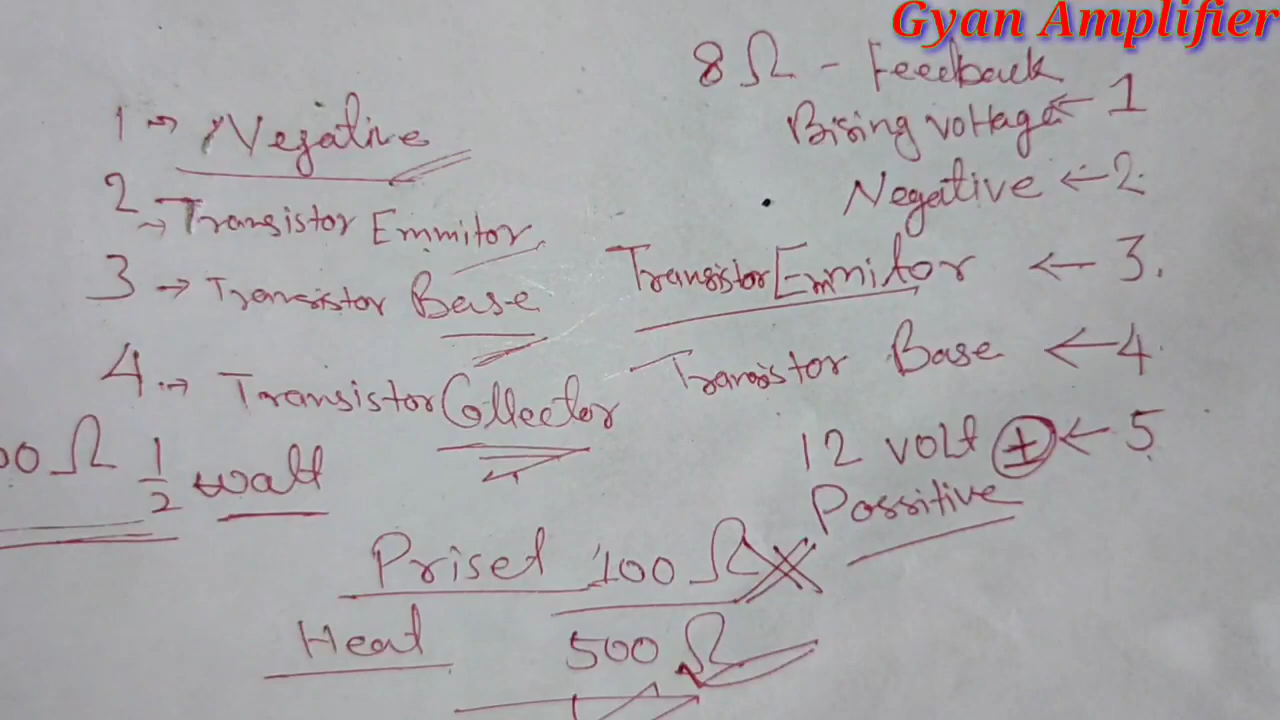 Gyan Amplifier
8 Ω - Feedback
Bising voltage ← 1
Negative ← 2.
Transistor Emmitor ← 3.
Transistor Base ← 4.
12 volt ± ← 5
Possitive
1 → Negative
2 → Transistor Emmitor
3 → Transistor Base
4. → Transistor Collector
00 Ω 1/2 watt
Prised 100 Ω
Heat 500 Ω